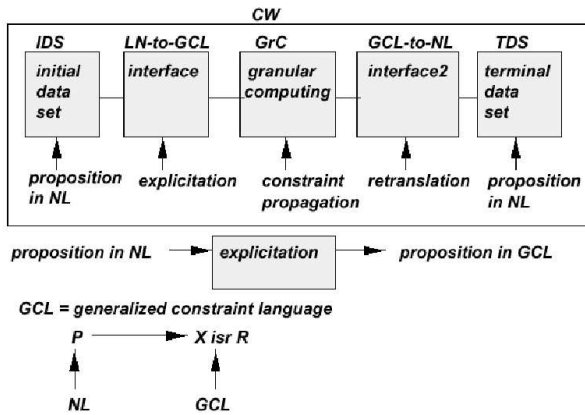 CW
IDS LN-to-GCL GrC GCL-to-NL TDS
initial interface granular interface2 terminal
data computing data
set set
proposition explicitation constraint retranslation proposition
in NL propagation in NL
proposition in NL explicitation proposition in GCL
GCL = generalized constraint language
P X isr R
NL GCL